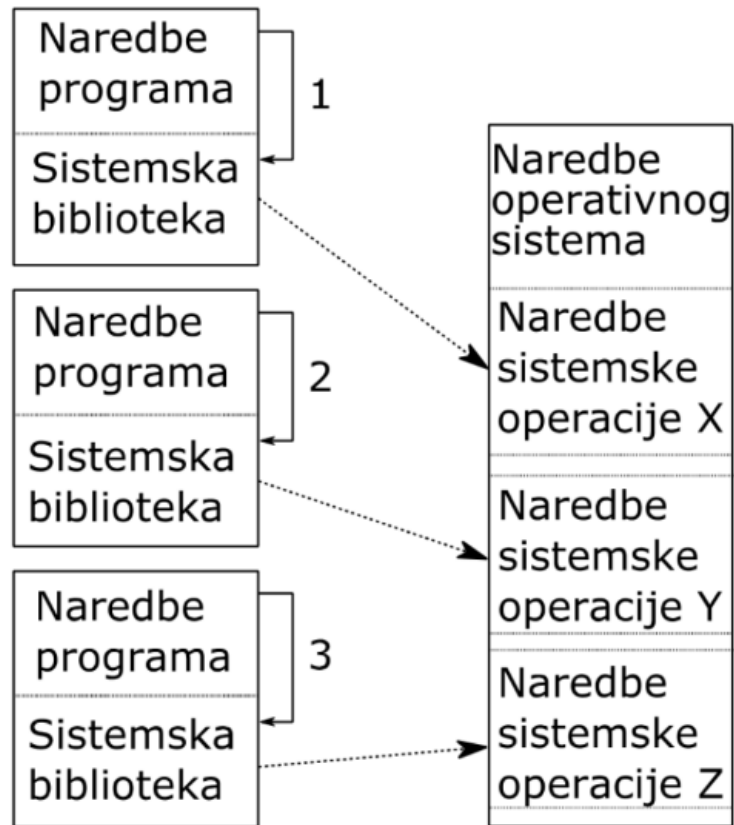 Naredbe
programa
1
Sistemska
biblioteka
Naredbe
programa
2
Sistemska
biblioteka
Naredbe
programa
3
Sistemska
biblioteka
Naredbe
operativnog
sistema
Naredbe
sistemske
operacije X
Naredbe
sistemske
operacije Y
Naredbe
sistemske
operacije Z